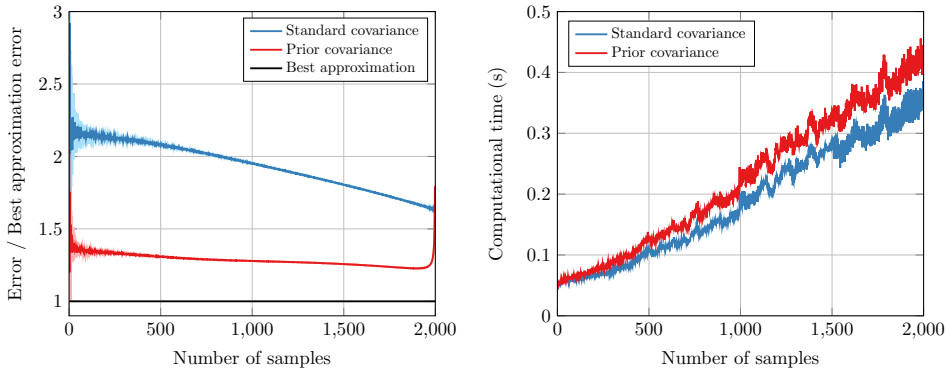 Error / Best approximation error
3
2.5
2
1.5
1
Standard covariance
Prior covariance
Best approximation
0
500
1,000
1,500
2,000
Number of samples
Computational time (s)
0.5
0.4
0.3
0.2
0.1
0
Standard covariance
Prior covariance
0
500
1,000
1,500
2,000
Number of samples